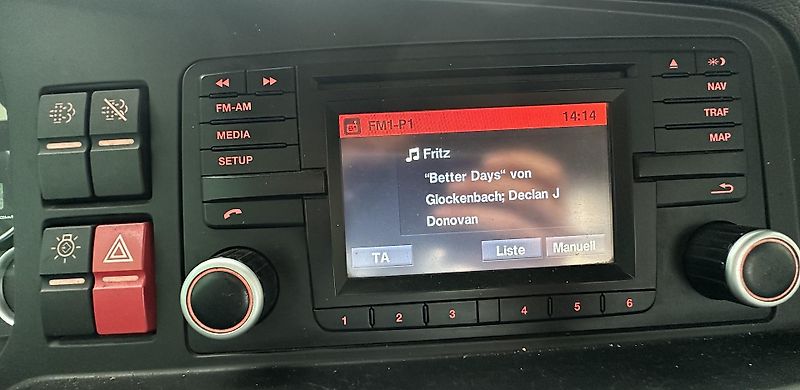 FM-AM
MEDIA
SETUP
FM1-P1 14:14
Fritz
“Better Days“ von
Glockenbach; Declan J
Donovan
TA Liste Manuell
NAV
TRAF
MAP
1 2 3 4 5 6